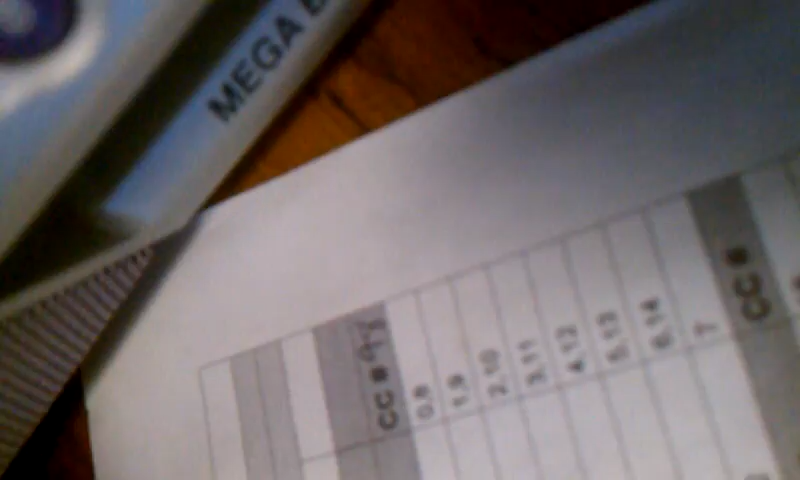 MEGA
CC #
0,8
1,9
2,10
3,11
4,12
5,13
6,14
7
CC #